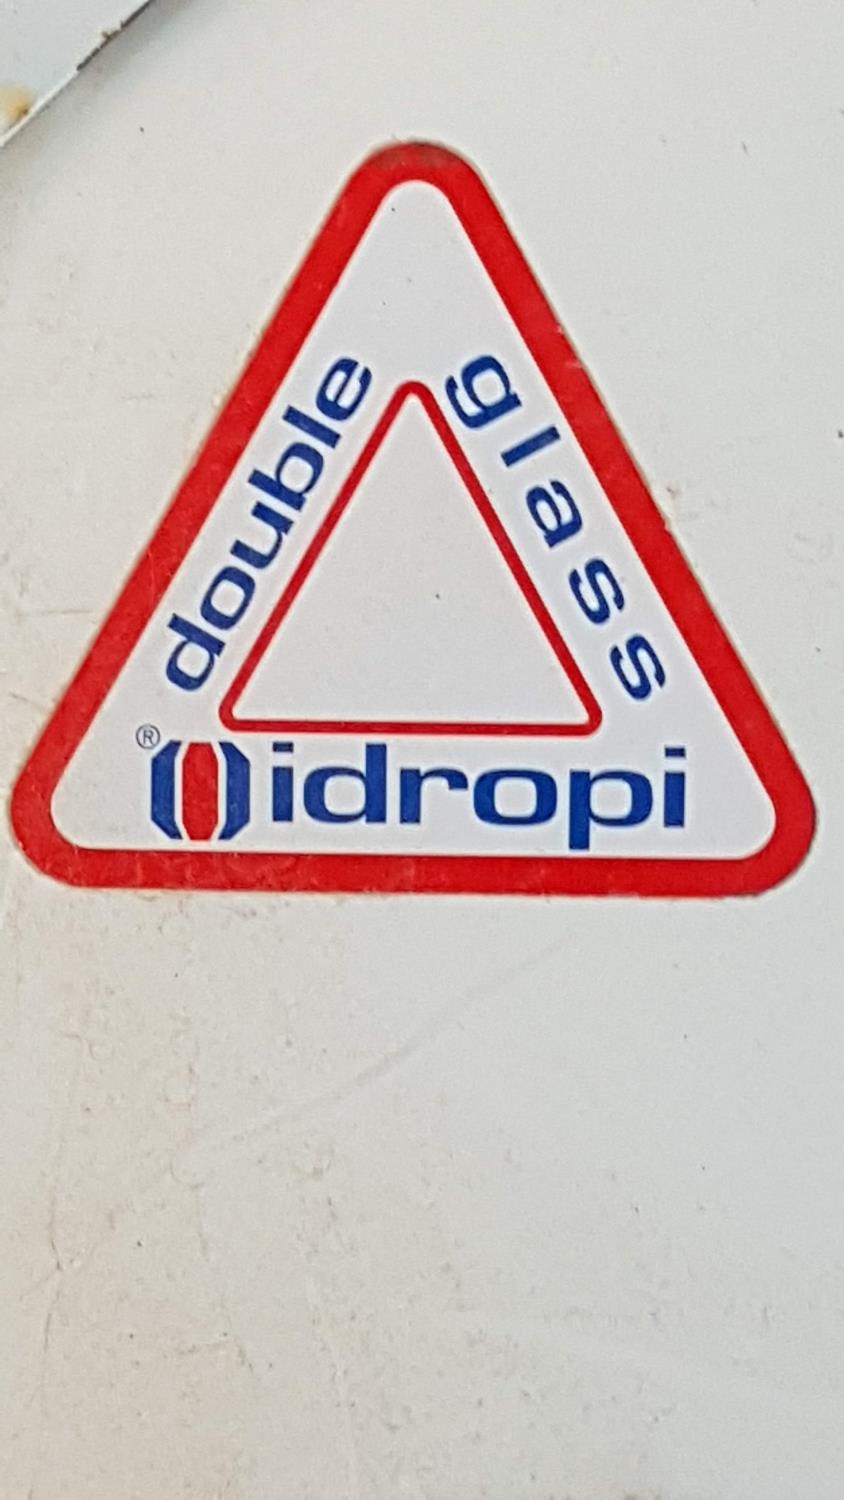 double
glass
®
idropi